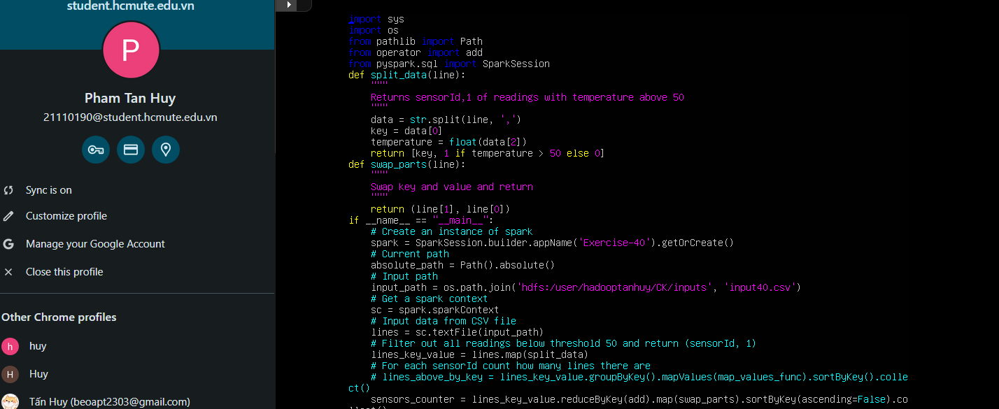 student.hcmute.edu.vn
P
Pham Tan Huy
21110190@student.hcmute.edu.vn
Sync is on
Customize profile
G Manage your Google Account
Close this profile
Other Chrome profiles
h huy
H Huy
Tấn Huy (beoapt2303@gmail.com)
import sys
import os
from pathlib import Path
from operator import add
from pyspark.sql import SparkSession
def split_data(line):
"""
Returns sensorId,1 of readings with temperature above 50
"""
data = str.split(line, ',')
key = data[0]
temperature = float(data[2])
return [key, 1 if temperature > 50 else 0]
def swap_parts(line):
"""
Swap key and value and return
"""
return (line[1], line[0])
if __name__ == "__main__":
# Create an instance of spark
spark = SparkSession.builder.appName('Exercise-40').getOrCreate()
# Current path
absolute_path = Path().absolute()
# Input path
input_path = os.path.join('hdfs:/user/hadooptanhuy/CK/inputs', 'input40.csv')
# Get a spark context
sc = spark.sparkContext
# Input data from CSV file
lines = sc.textFile(input_path)
# Filter out all readings below threshold 50 and return (sensorId, 1)
lines_key_value = lines.map(split_data)
# For each sensorId count how many lines there are
# lines_above_by_key = lines_key_value.groupByKey().mapValues(map_values_func).sortByKey().colle
ct()
sensors_counter = lines_key_value.reduceByKey(add).map(swap_parts).sortByKey(ascending=False).co